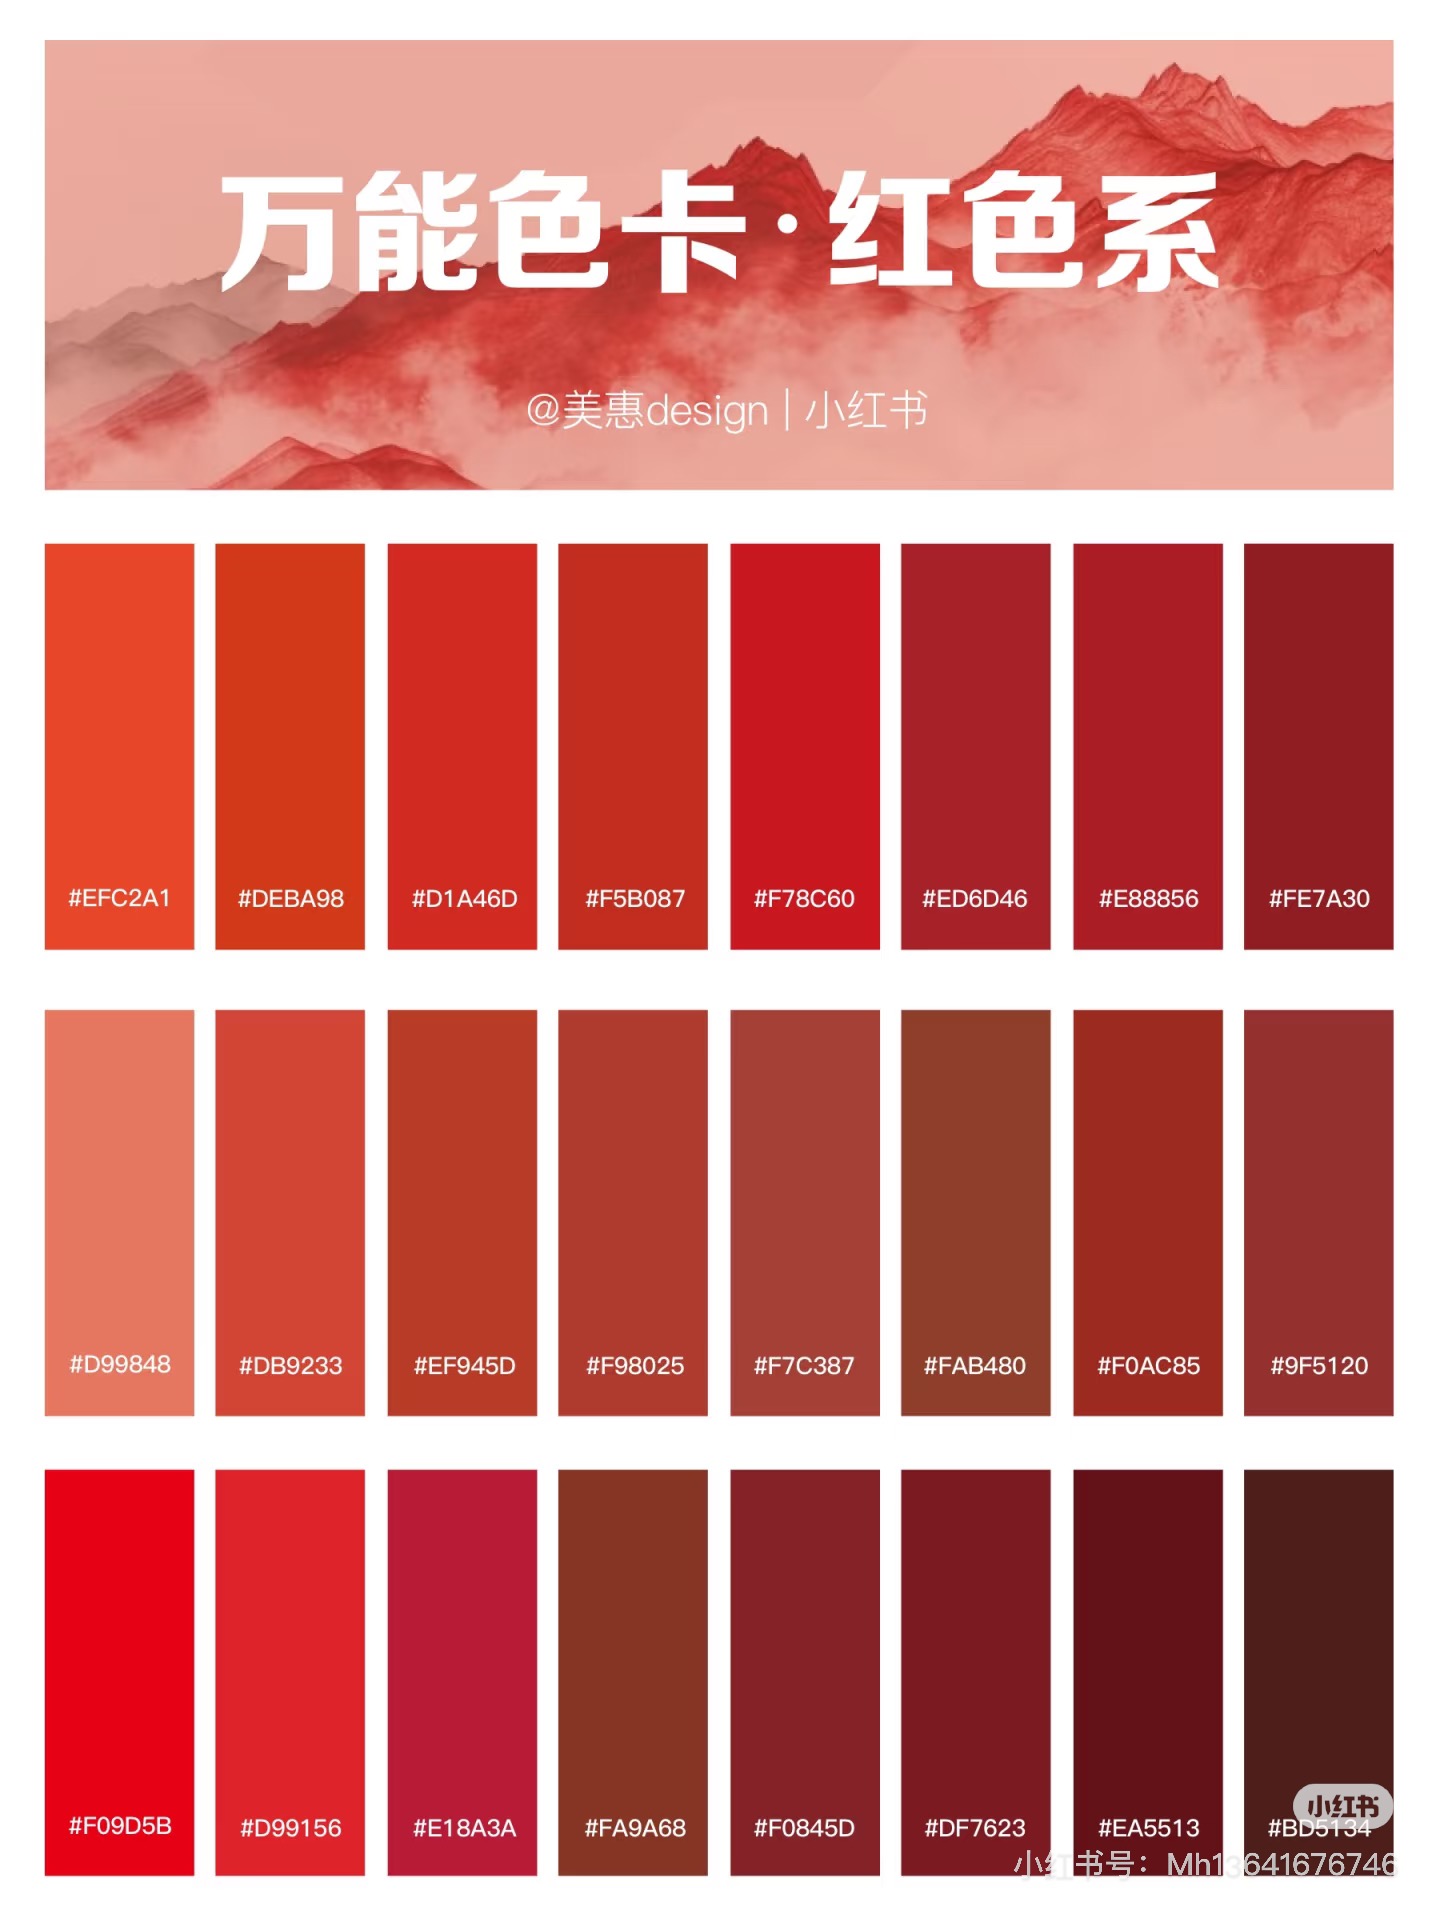 万能色卡·红色系
@美惠design | 小红书
#EFC2A1 #DEBA98 #D1A46D #F5B087 #F78C60 #ED6D46 #E88856 #FE7A30
#D99848 #DB9233 #EF945D #F98025 #F7C387 #FAB480 #F0AC85 #9F5120
#F09D5B #D99156 #E18A3A #FA9A68 #F0845D #DF7623 #EA5513 #BD5134
小红书
小红书号：Mh13641676746